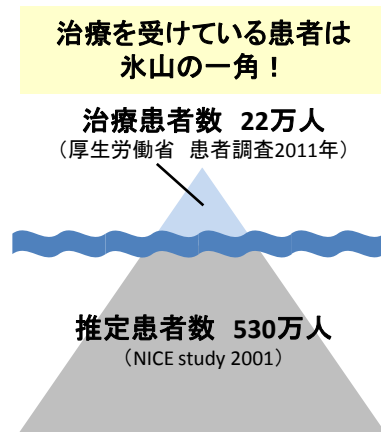 治療を受けている患者は
氷山の一角！
治療患者数 22万人
（厚生労働省 患者調査2011年）
推定患者数 530万人
（NICE study 2001）